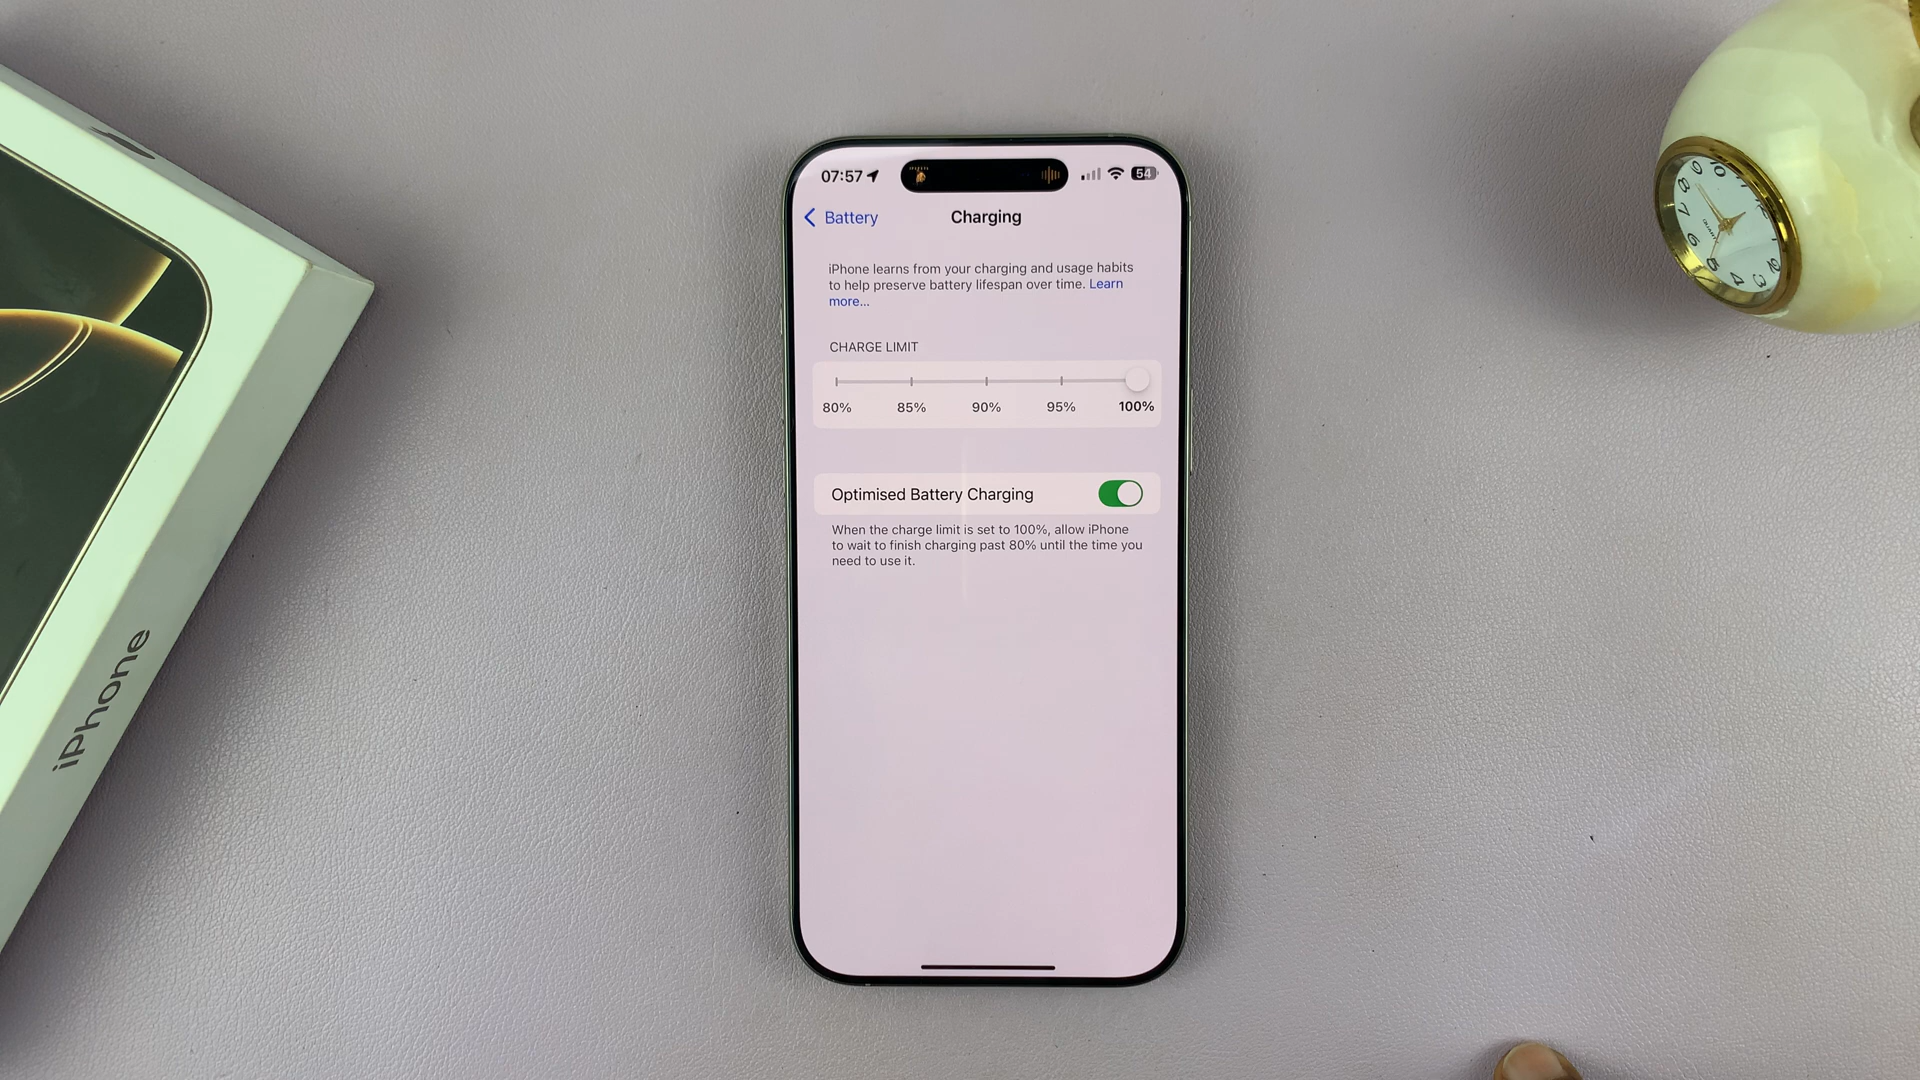 07:57
54
Battery
Charging
iPhone learns from your charging and usage habits
to help preserve battery lifespan over time. Learn
more...
CHARGE LIMIT
80% 85% 90% 95% 100%
Optimised Battery Charging
When the charge limit is set to 100%, allow iPhone
to wait to finish charging past 80% until the time you
need to use it.
iPhone